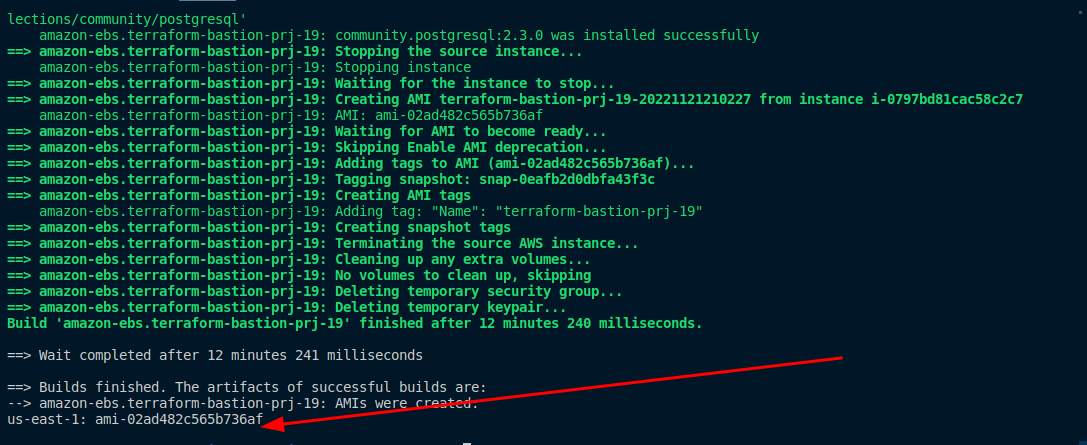 lections/community/postgresql'
amazon-ebs.terraform-bastion-prj-19: community.postgresql:2.3.0 was installed successfully
==> amazon-ebs.terraform-bastion-prj-19: Stopping the source instance...
amazon-ebs.terraform-bastion-prj-19: Stopping instance
==> amazon-ebs.terraform-bastion-prj-19: Waiting for the instance to stop...
==> amazon-ebs.terraform-bastion-prj-19: Creating AMI terraform-bastion-prj-19-20221121210227 from instance i-0797bd81cac58c2c7
amazon-ebs.terraform-bastion-prj-19: AMI: ami-02ad482c565b736af
==> amazon-ebs.terraform-bastion-prj-19: Waiting for AMI to become ready...
==> amazon-ebs.terraform-bastion-prj-19: Skipping Enable AMI deprecation...
==> amazon-ebs.terraform-bastion-prj-19: Adding tags to AMI (ami-02ad482c565b736af)...
==> amazon-ebs.terraform-bastion-prj-19: Tagging snapshot: snap-0eafb2d0dbfa43f3c
==> amazon-ebs.terraform-bastion-prj-19: Creating AMI tags
amazon-ebs.terraform-bastion-prj-19: Adding tag: "Name": "terraform-bastion-prj-19"
==> amazon-ebs.terraform-bastion-prj-19: Creating snapshot tags
==> amazon-ebs.terraform-bastion-prj-19: Terminating the source AWS instance...
==> amazon-ebs.terraform-bastion-prj-19: Cleaning up any extra volumes...
==> amazon-ebs.terraform-bastion-prj-19: No volumes to clean up, skipping
==> amazon-ebs.terraform-bastion-prj-19: Deleting temporary security group...
==> amazon-ebs.terraform-bastion-prj-19: Deleting temporary keypair...
Build 'amazon-ebs.terraform-bastion-prj-19' finished after 12 minutes 240 milliseconds.
==> Wait completed after 12 minutes 241 milliseconds
==> Builds finished. The artifacts of successful builds are:
--> amazon-ebs.terraform-bastion-prj-19: AMIs were created:
us-east-1: ami-02ad482c565b736af